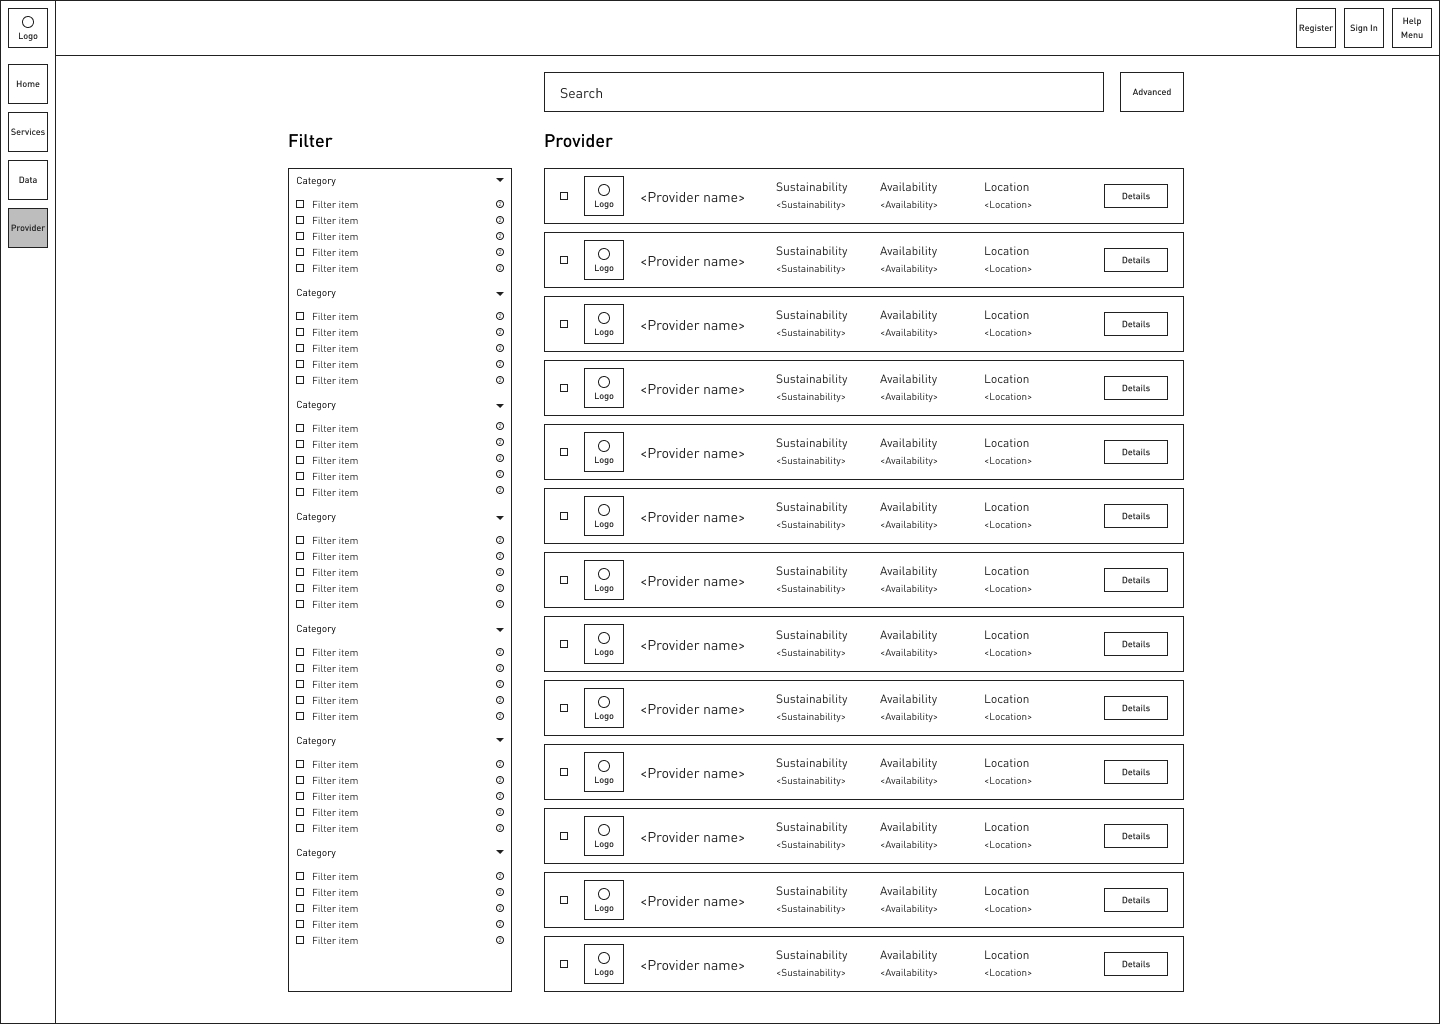 Logo
Register
Sign In
Help
Menu
Home
Services
Data
Provider
Search
Advanced
Filter
Category
Filter item
Filter item
Filter item
Filter item
Filter item
Category
Filter item
Filter item
Filter item
Filter item
Filter item
Category
Filter item
Filter item
Filter item
Filter item
Filter item
Category
Filter item
Filter item
Filter item
Filter item
Filter item
Category
Filter item
Filter item
Filter item
Filter item
Filter item
Category
Filter item
Filter item
Filter item
Filter item
Filter item
Category
Filter item
Filter item
Filter item
Filter item
Filter item
Provider
Logo
<Provider name>
Sustainability
<Sustainability>
Availability
<Availability>
Location
<Location>
Details
Logo
<Provider name>
Sustainability
<Sustainability>
Availability
<Availability>
Location
<Location>
Details
Logo
<Provider name>
Sustainability
<Sustainability>
Availability
<Availability>
Location
<Location>
Details
Logo
<Provider name>
Sustainability
<Sustainability>
Availability
<Availability>
Location
<Location>
Details
Logo
<Provider name>
Sustainability
<Sustainability>
Availability
<Availability>
Location
<Location>
Details
Logo
<Provider name>
Sustainability
<Sustainability>
Availability
<Availability>
Location
<Location>
Details
Logo
<Provider name>
Sustainability
<Sustainability>
Availability
<Availability>
Location
<Location>
Details
Logo
<Provider name>
Sustainability
<Sustainability>
Availability
<Availability>
Location
<Location>
Details
Logo
<Provider name>
Sustainability
<Sustainability>
Availability
<Availability>
Location
<Location>
Details
Logo
<Provider name>
Sustainability
<Sustainability>
Availability
<Availability>
Location
<Location>
Details
Logo
<Provider name>
Sustainability
<Sustainability>
Availability
<Availability>
Location
<Location>
Details
Logo
<Provider name>
Sustainability
<Sustainability>
Availability
<Availability>
Location
<Location>
Details
Logo
<Provider name>
Sustainability
<Sustainability>
Availability
<Availability>
Location
<Location>
Details